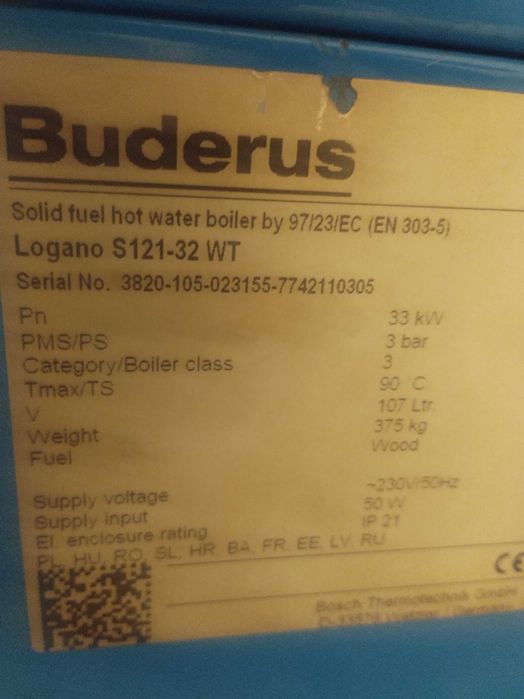 Buderus
Solid fuel hot water boiler by 97/23/EC (EN 303-5)
Logano S121-32 WT
Serial No. 3820-105-023155-7742110305
Pn 33 kW
PMS/PS 3 bar
Category/Boiler class 3
Tmax/TS 90 °C
V 107 Ltr.
Weight 375 kg
Fuel Wood
Supply voltage ~230V/50Hz
Supply input 50 W
El. enclosure rating IP 21
PL, HU, RO, SL, HR, BA, FR, EE, LV, RU
CE
Bosch Thermotechnik GmbH
Wetzlar / Germany